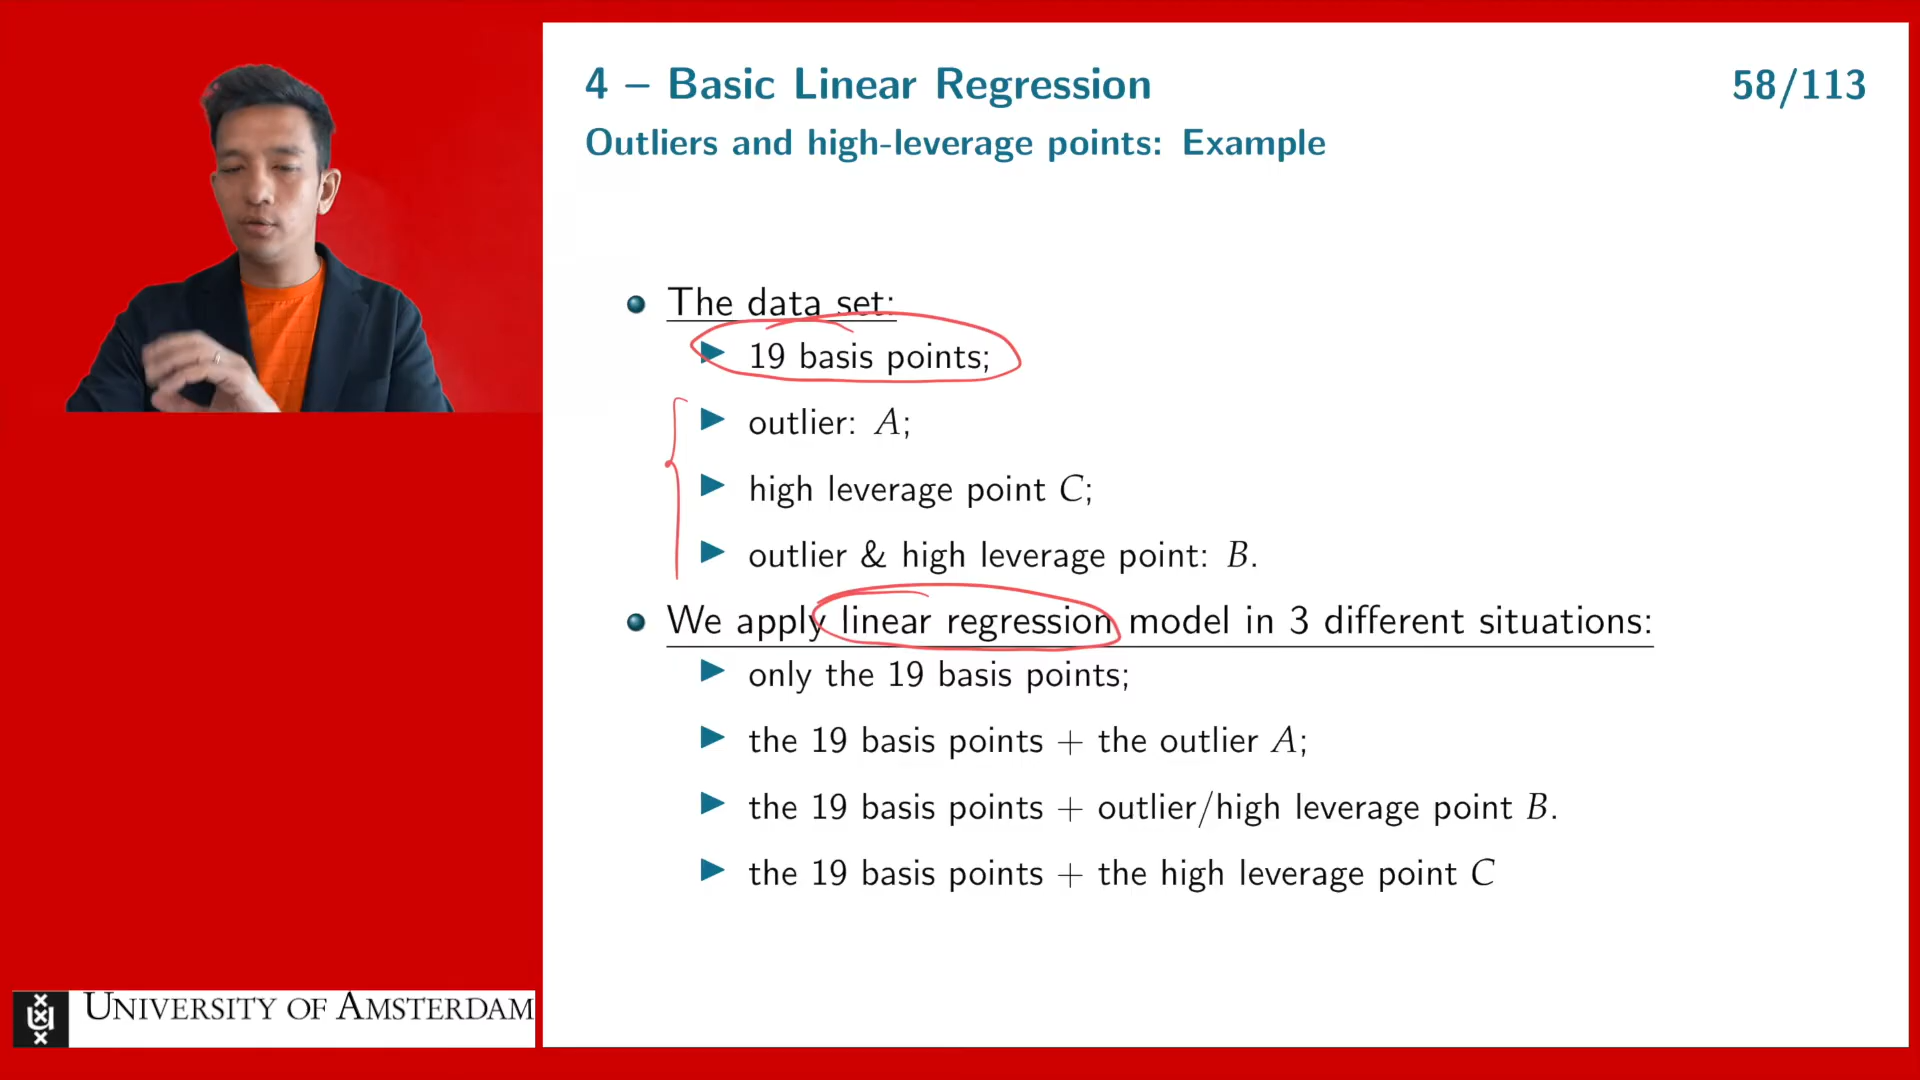 4 – Basic Linear Regression
58/113
Outliers and high-leverage points: Example
The data set:
19 basis points;
outlier: A;
high leverage point C;
outlier & high leverage point: B.
We apply linear regression model in 3 different situations:
only the 19 basis points;
the 19 basis points + the outlier A;
the 19 basis points + outlier/high leverage point B.
the 19 basis points + the high leverage point C
UNIVERSITY OF AMSTERDAM